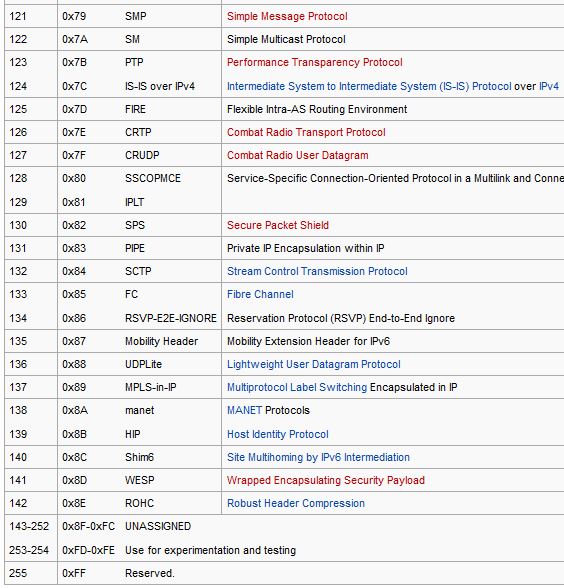 121 0x79 SMP Simple Message Protocol
122 0x7A SM Simple Multicast Protocol
123 0x7B PTP Performance Transparency Protocol
124 0x7C IS-IS over IPv4 Intermediate System to Intermediate System (IS-IS) Protocol over IPv4
125 0x7D FIRE Flexible Intra-AS Routing Environment
126 0x7E CRTP Combat Radio Transport Protocol
127 0x7F CRUDP Combat Radio User Datagram
128 0x80 SSCOPMCE Service-Specific Connection-Oriented Protocol in a Multilink and Conne
129 0x81 IPLT
130 0x82 SPS Secure Packet Shield
131 0x83 PIPE Private IP Encapsulation within IP
132 0x84 SCTP Stream Control Transmission Protocol
133 0x85 FC Fibre Channel
134 0x86 RSVP-E2E-IGNORE Reservation Protocol (RSVP) End-to-End Ignore
135 0x87 Mobility Header Mobility Extension Header for IPv6
136 0x88 UDPLite Lightweight User Datagram Protocol
137 0x89 MPLS-in-IP Multiprotocol Label Switching Encapsulated in IP
138 0x8A manet MANET Protocols
139 0x8B HIP Host Identity Protocol
140 0x8C Shim6 Site Multihoming by IPv6 Intermediation
141 0x8D WESP Wrapped Encapsulating Security Payload
142 0x8E ROHC Robust Header Compression
143-252 0x8F-0xFC UNASSIGNED
253-254 0xFD-0xFE Use for experimentation and testing
255 0xFF Reserved.